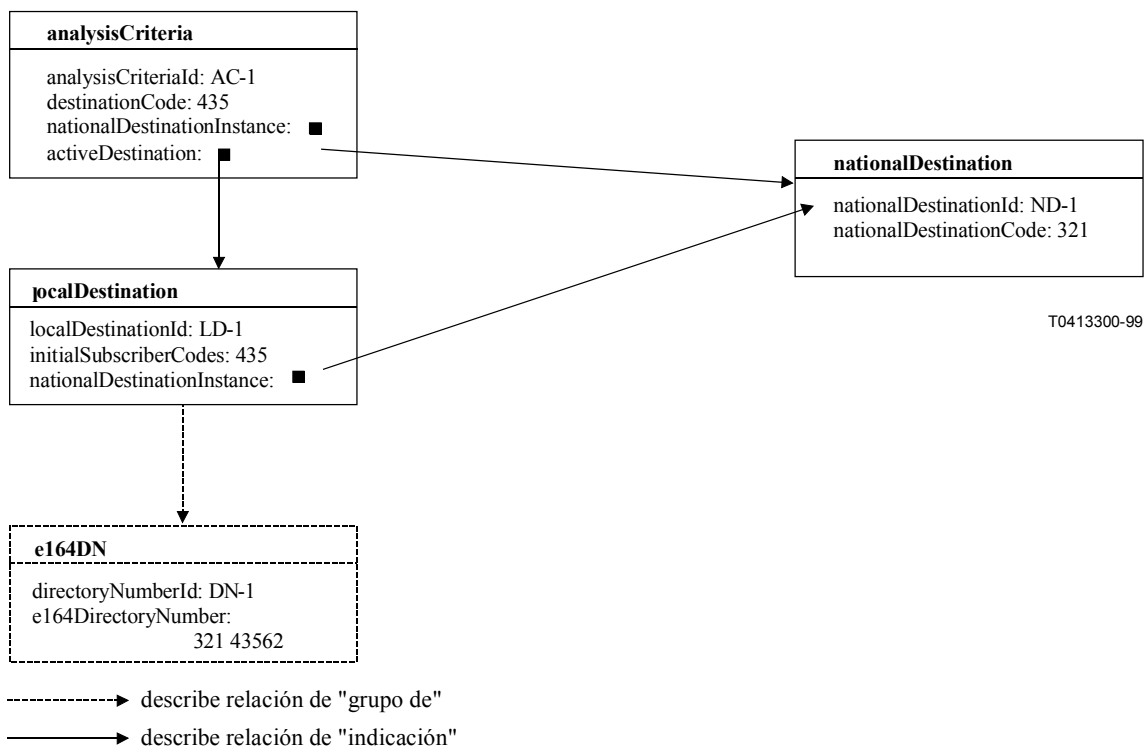 analysisCriteria
analysisCriteriaId: AC-1
destinationCode: 435
nationalDestinationInstance:
activeDestination:
nationalDestination
nationalDestinationId: ND-1
nationalDestinationCode: 321
localDestination
localDestinationId: LD-1
initialSubscriberCodes: 435
nationalDestinationInstance:
T0413300-99
e164DN
directoryNumberId: DN-1
e164DirectoryNumber:
321 43562
describe relación de "grupo de"
describe relación de "indicación"